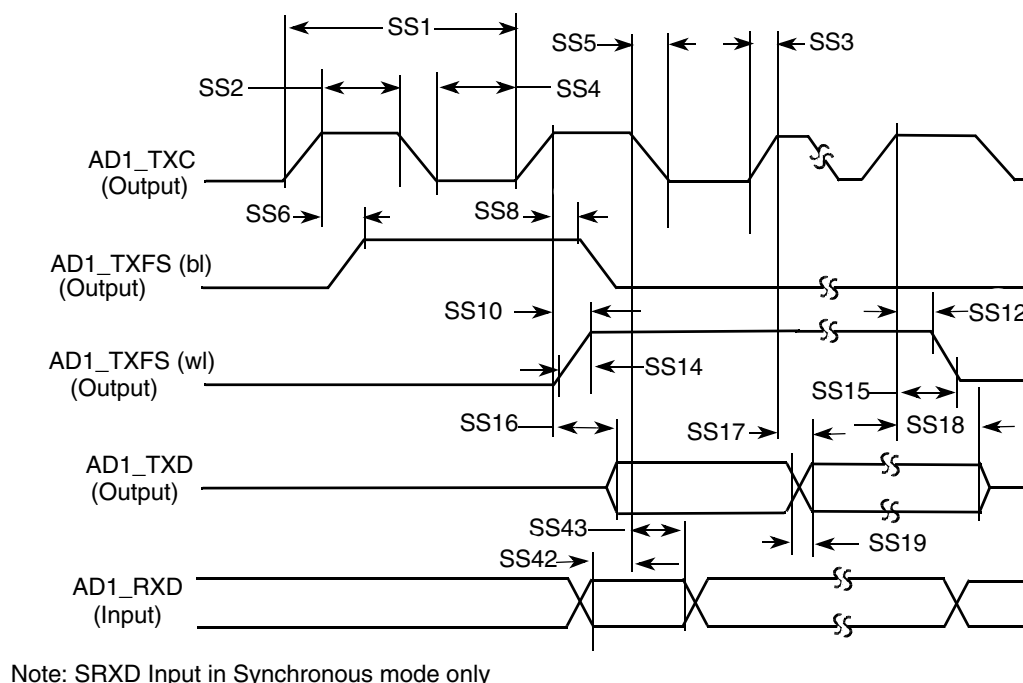 SS1
SS5
SS3
SS2
SS4
AD1_TXC
(Output)
SS6
SS8
AD1_TXFS (bl)
(Output)
SS10
SS12
AD1_TXFS (wl)
(Output)
SS14
SS15
SS16
SS17
SS18
AD1_TXD
(Output)
SS43
SS19
SS42
AD1_RXD
(Input)
Note: SRXD Input in Synchronous mode only